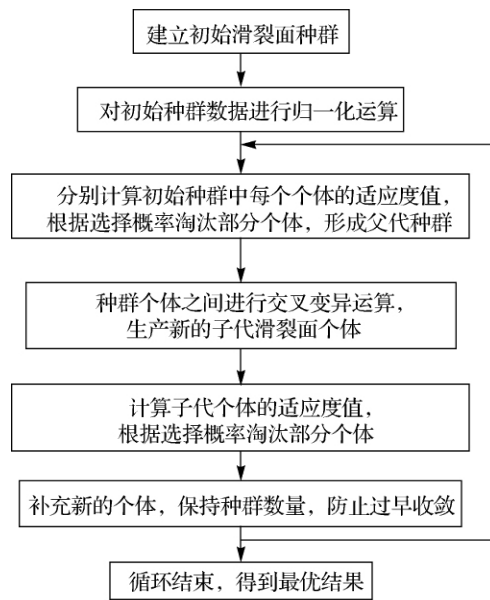 建立初始滑裂面种群
对初始种群数据进行归一化运算
分别计算初始种群中每个个体的适应度值，
根据选择概率淘汰部分个体，形成父代种群
种群个体之间进行交叉变异运算，
生产新的子代滑裂面个体
计算子代个体的适应度值，
根据选择概率淘汰部分个体
补充新的个体，保持种群数量，防止过早收敛
循环结束，得到最优结果